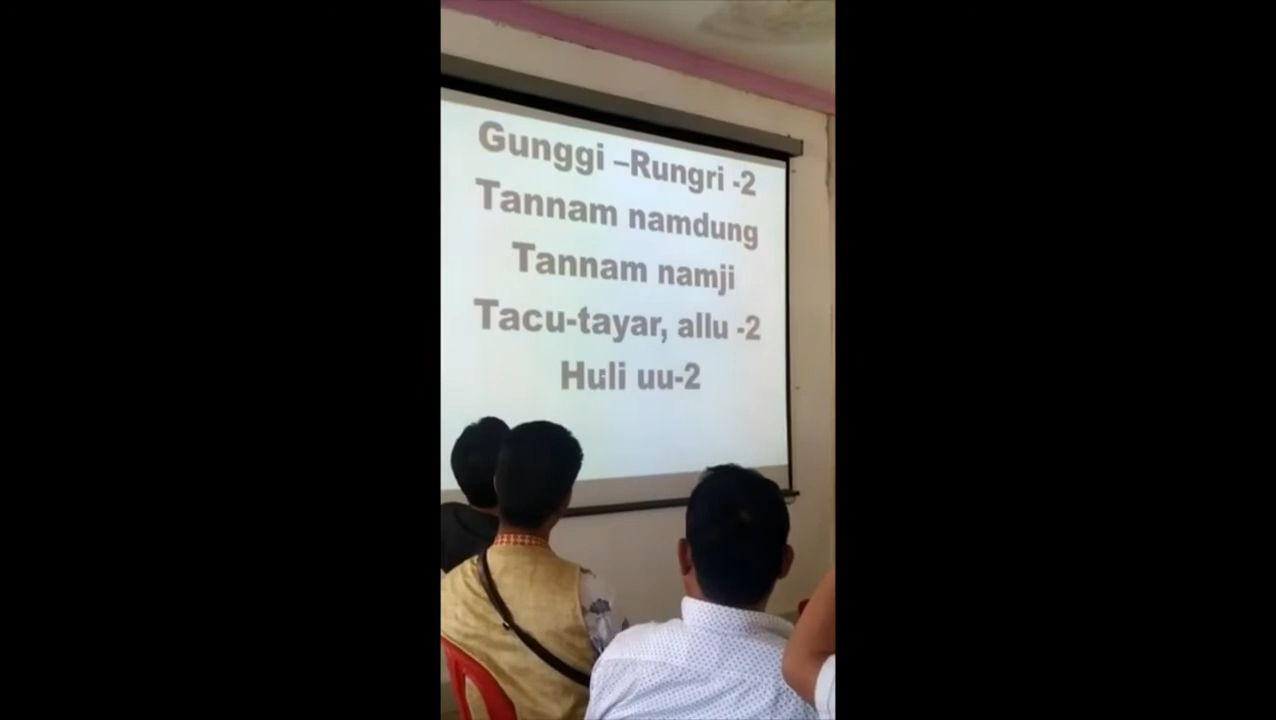 Gunggi –Rungri -2
Tannam namdung
Tannam namji
Tacu-tayar, allu -2
Huli uu-2